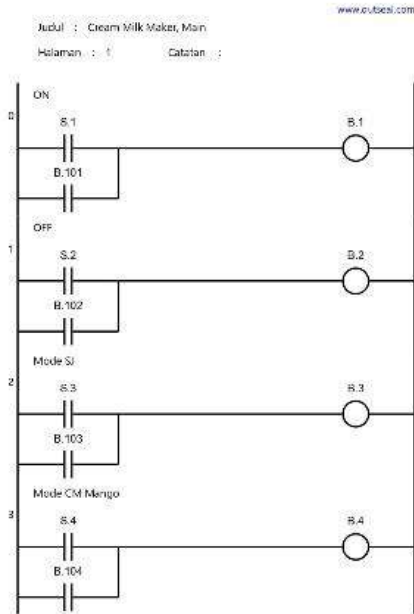 www.outseal.com
Judul : Cream Milk Maker, Main
Halaman : 1 Catatan :
ON
0
S.1 B.1
B.101
OFF
1
S.2 B.2
B.102
Mode SJ
2
S.3 B.3
B.103
Mode CM Mango
3
S.4 B.4
B.104